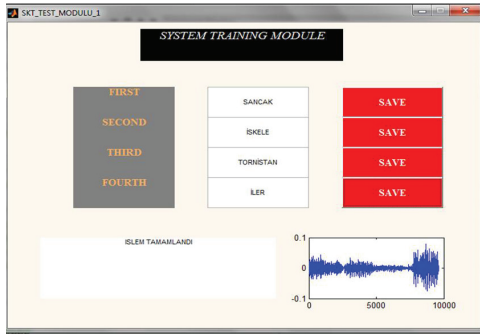 SKT_TEST_MODULU_1
SYSTEM TRAINING MODULE
FIRST
SANCAK
SAVE
SECOND
İSKELE
SAVE
THIRD
TORNİSTAN
SAVE
FOURTH
İLER
SAVE
ISLEM TAMAMLANDI
0.1
0
-0.1
0
5000
10000